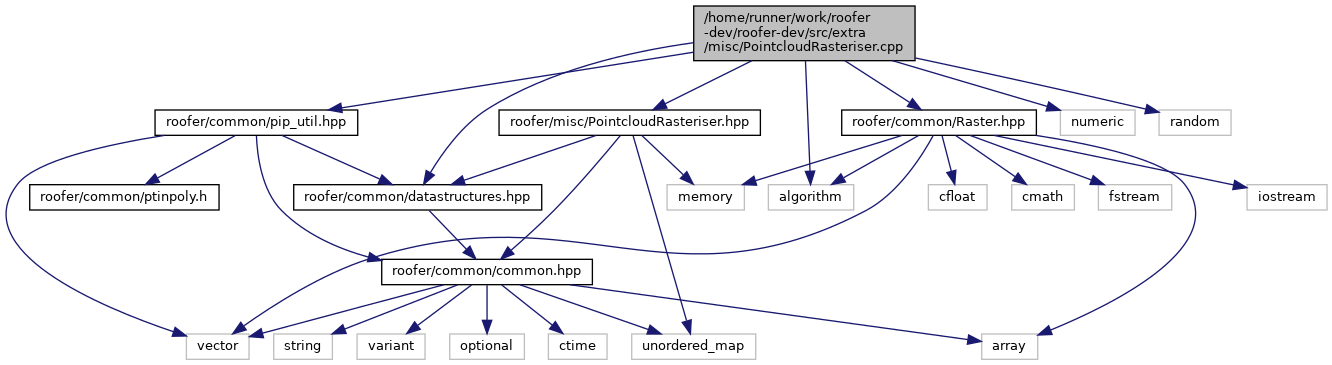 /home/runner/work/roofer
-dev/roofer-dev/src/extra
/misc/PointcloudRasteriser.cpp
roofer/common/pip_util.hpp
roofer/misc/PointcloudRasteriser.hpp
roofer/common/Raster.hpp
numeric
random
roofer/common/ptinpoly.h
roofer/common/datastructures.hpp
memory
algorithm
cfloat
cmath
fstream
iostream
roofer/common/common.hpp
vector
string
variant
optional
ctime
unordered_map
array